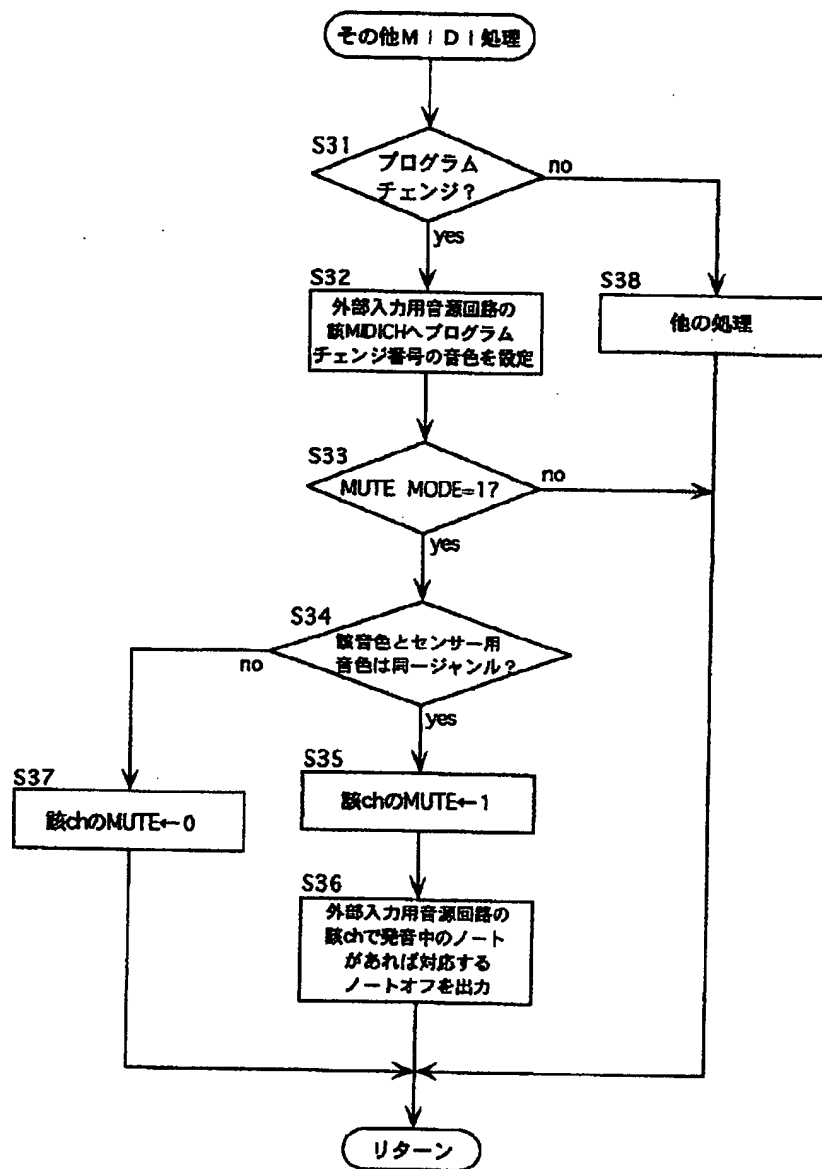 その他MIDI処理
S31
プログラム
チェンジ?
no
yes
S32
外部入力用音源回路の
該MIDICHへプログラム
チェンジ番号の音色を設定
S38
他の処理
S33
MUTE MODE=1?
no
yes
S34
該音色とセンサー用
音色は同一ジャンル?
no
yes
S35
該chのMUTE←1
S37
該chのMUTE←0
S36
外部入力用音源回路の
該chで発音中のノート
があれば対応する
ノートオフを出力
リターン